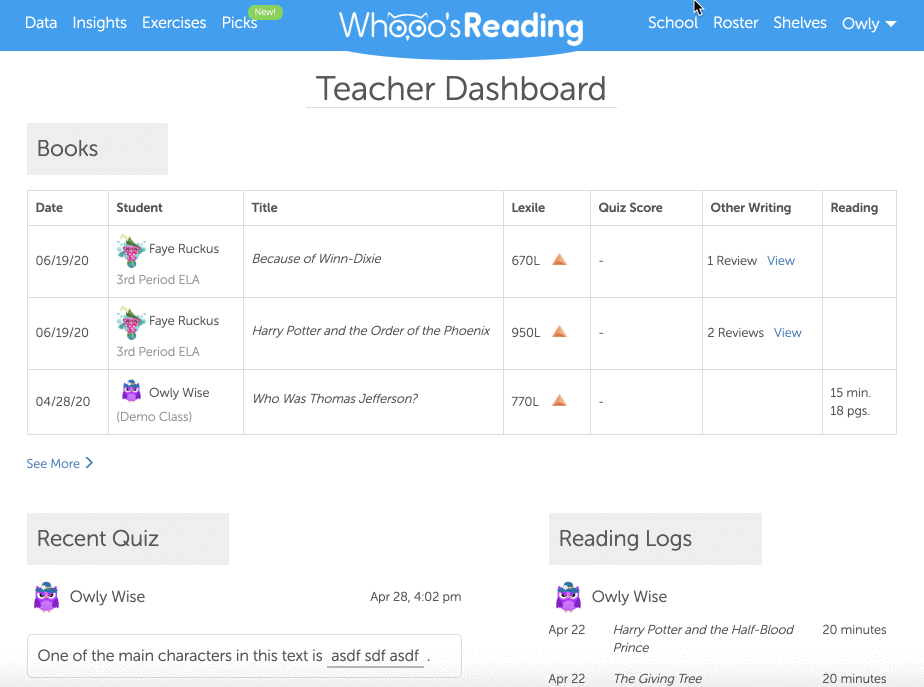 Data Insights Exercises Picks New! Whooo'sReading School Roster Shelves Owly
Teacher Dashboard
Books
Date Student Title Lexile Quiz Score Other Writing Reading
06/19/20 Faye Ruckus Because of Winn-Dixie 670L - 1 Review View
3rd Period ELA
06/19/20 Faye Ruckus Harry Potter and the Order of the Phoenix 950L - 2 Reviews View
3rd Period ELA
04/28/20 Owly Wise Who Was Thomas Jefferson? 770L - 15 min.
(Demo Class) 18 pgs.
See More
Recent Quiz Reading Logs
Owly Wise Apr 28, 4:02 pm Owly Wise
Apr 22 Harry Potter and the Half-Blood 20 minutes
Prince
One of the main characters in this text is asdf sdf asdf .
Apr 22 The Giving Tree 20 minutes